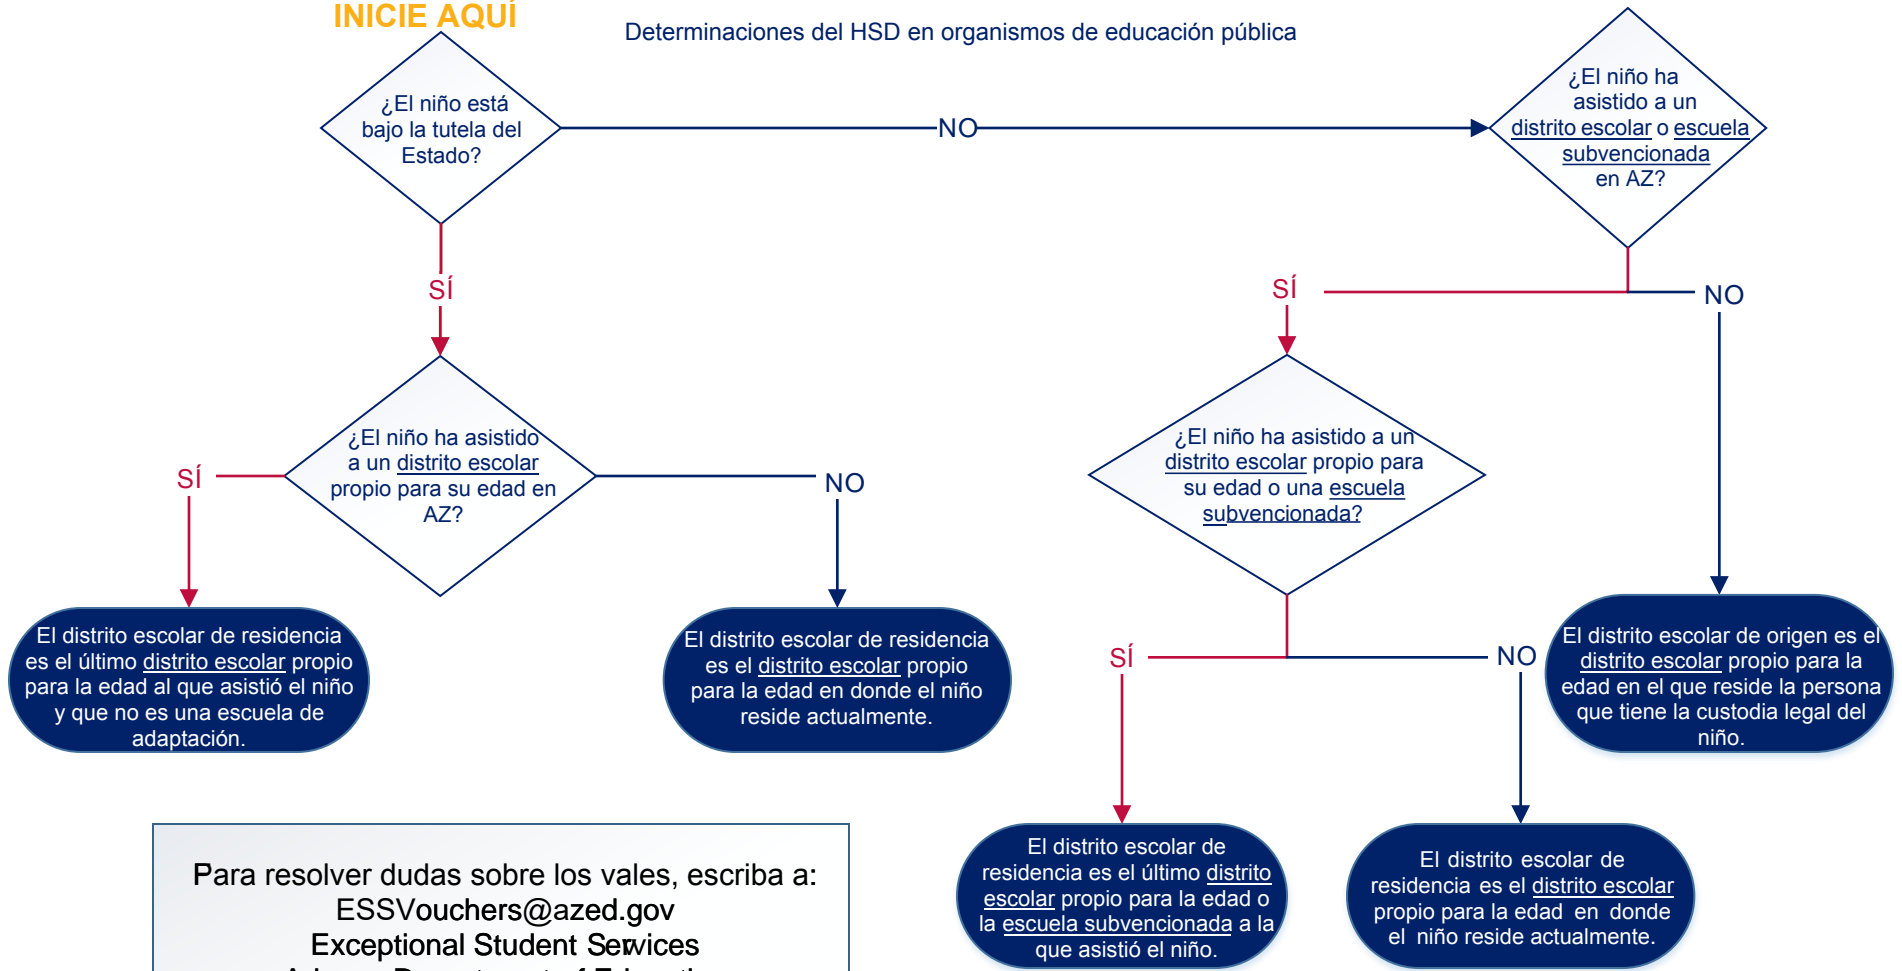 INICIE AQUÍ
Determinaciones del HSD en organismos de educación pública
¿El niño está
bajo la tutela del
Estado?
NO
¿El niño ha
asistido a un
distrito escolar o escuela
subvencionada
en AZ?
SÍ
SÍ
NO
¿El niño ha asistido
a un distrito escolar
propio para su edad en
AZ?
SÍ
NO
¿El niño ha asistido a un
distrito escolar propio para
su edad o una escuela
subvencionada?
SÍ
NO
El distrito escolar de residencia
es el último distrito escolar propio
para la edad al que asistió el niño
y que no es una escuela de
adaptación.
El distrito escolar de residencia
es el distrito escolar propio
para la edad en donde el niño
reside actualmente.
El distrito escolar de origen es el
distrito escolar propio para la
edad en el que reside la persona
que tiene la custodia legal del
niño.
El distrito escolar de
residencia es el último distrito
escolar propio para la edad o
la escuela subvencionada a la
que asistió el niño.
El distrito escolar de
residencia es el distrito escolar
propio para la edad en donde
el niño reside actualmente.
Para resolver dudas sobre los vales, escriba a:
ESSVouchers@azed.gov
Exceptional Student Services